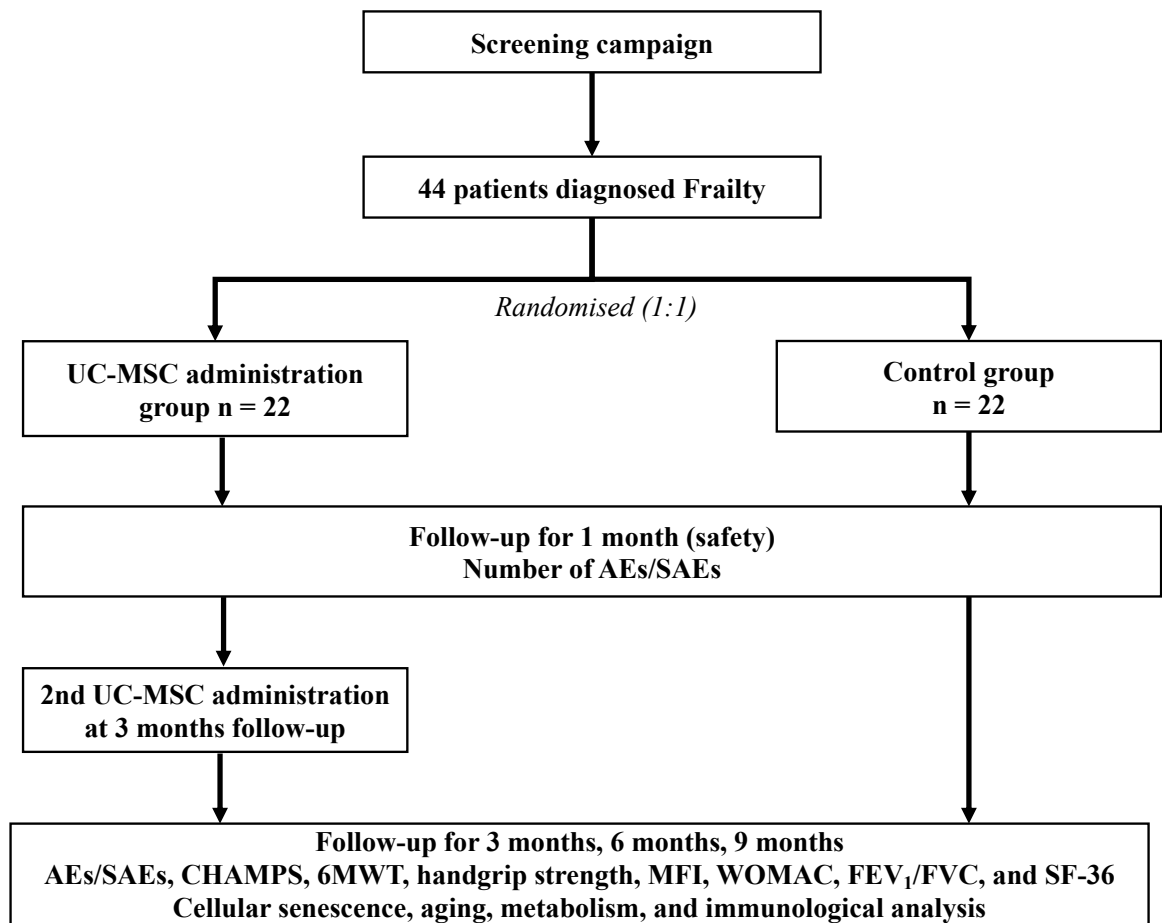 Screening campaign
44 patients diagnosed Frailty
Randomised (1:1)
UC-MSC administration
group n = 22
Control group
n = 22
Follow-up for 1 month (safety)
Number of AEs/SAEs
2nd UC-MSC administration
at 3 months follow-up
Follow-up for 3 months, 6 months, 9 months
AEs/SAEs, CHAMPS, 6MWT, handgrip strength, MFI, WOMAC, FEV₁/FVC, and SF-36
Cellular senescence, aging, metabolism, and immunological analysis